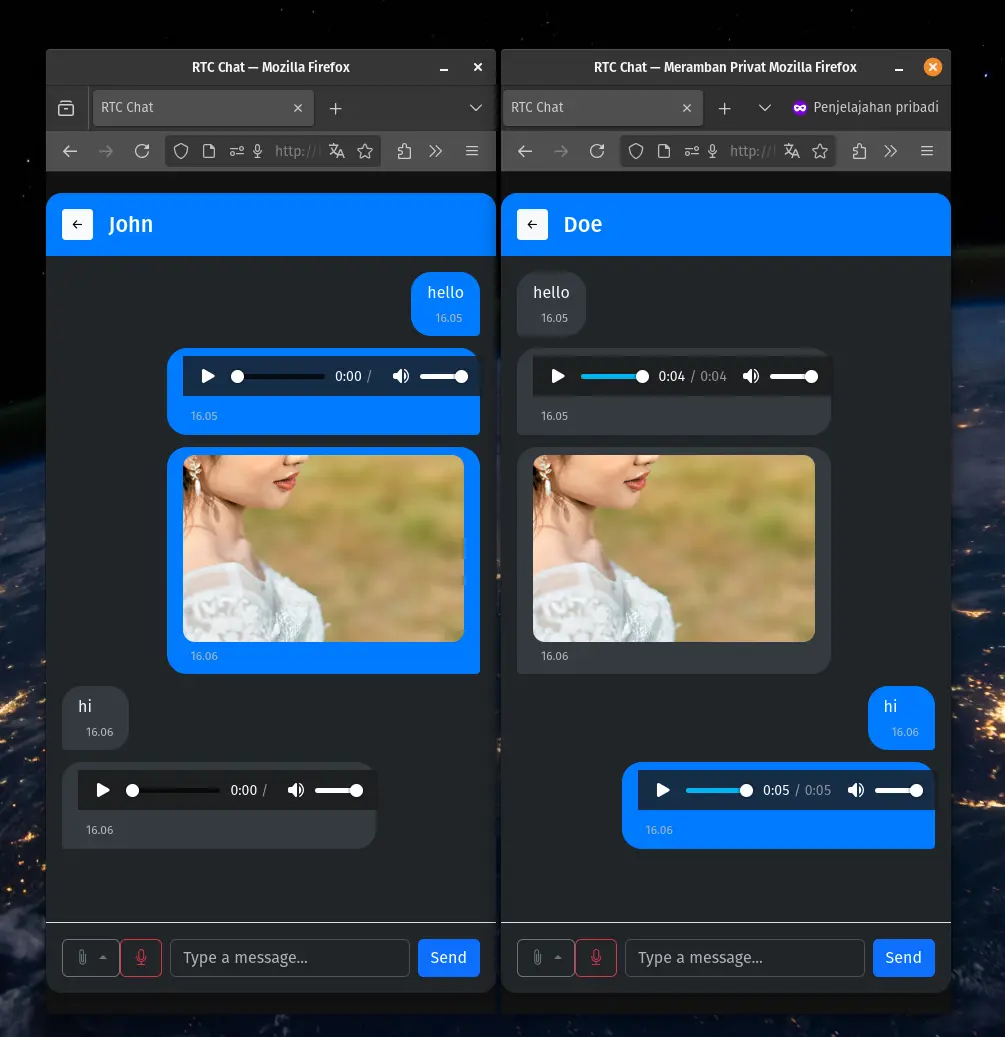 RTC Chat — Mozilla Firefox
RTC Chat
http://
John
hello
16.05
0:00 /
16.05
16.06
hi
16.06
0:00 /
16.06
Type a message...
Send
RTC Chat — Meramban Privat Mozilla Firefox
RTC Chat
Penjelajahan pribadi
http://
Doe
hello
16.05
0:04 / 0:04
16.05
16.06
hi
16.06
0:05 / 0:05
16.06
Type a message...
Send